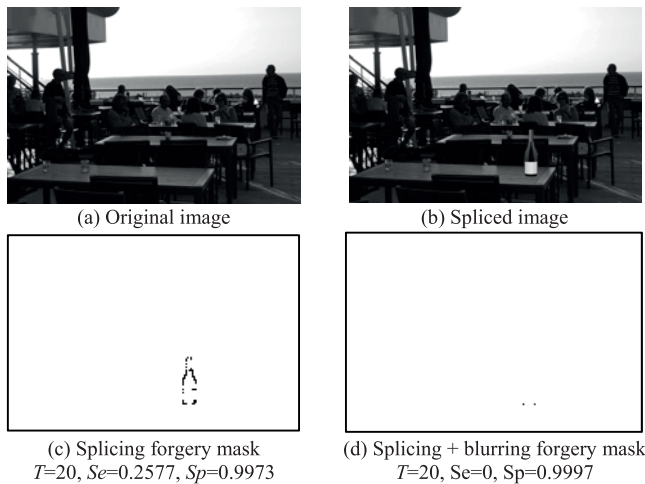 (a) Original image
(b) Spliced image
(c) Splicing forgery mask
T=20, Se=0.2577, Sp=0.9973
(d) Splicing + blurring forgery mask
T=20, Se=0, Sp=0.9997